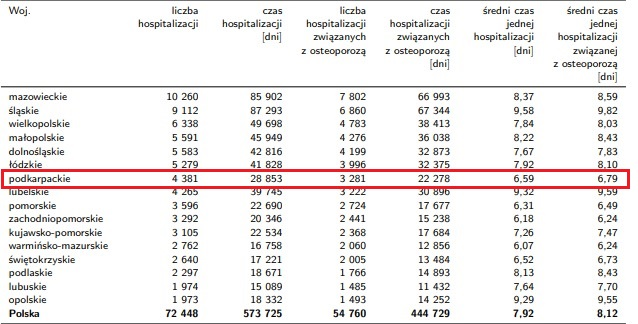 Woj. liczba hospitalizacji czas hospitalizacji [dni] liczba hospitalizacji związanych z osteoporozą czas hospitalizacji związanych z osteoporozą [dni] średni czas jednej hospitalizacji [dni] średni czas jednej hospitalizacji związanej z osteoporozą [dni]
mazowieckie 10 260 85 902 7 802 66 993 8,37 8,59
śląskie 9 112 87 293 6 860 67 344 9,58 9,82
wielkopolskie 6 338 49 698 4 783 38 413 7,84 8,03
małopolskie 5 591 45 949 4 276 36 038 8,22 8,43
dolnośląskie 5 583 42 816 4 199 32 873 7,67 7,83
łódzkie 5 279 41 828 3 996 32 375 7,92 8,10
podkarpackie 4 381 28 853 3 281 22 278 6,59 6,79
lubelskie 4 265 39 745 3 222 30 896 9,32 9,59
pomorskie 3 596 22 690 2 724 17 677 6,31 6,49
zachodniopomorskie 3 292 20 346 2 441 15 238 6,18 6,24
kujawsko-pomorskie 3 105 22 534 2 368 17 684 7,26 7,47
warmińsko-mazurskie 2 762 16 758 2 060 12 856 6,07 6,24
świętokrzyskie 2 640 17 221 2 005 13 484 6,52 6,73
podlaskie 2 297 18 671 1 766 14 893 8,13 8,43
lubuskie 1 974 15 089 1 485 11 432 7,64 7,70
opolskie 1 973 18 332 1 493 14 252 9,29 9,55
Polska 72 448 573 725 54 760 444 729 7,92 8,12